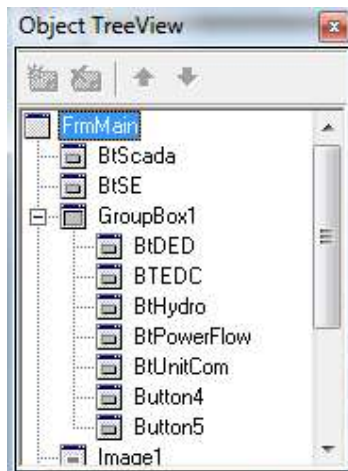 Object TreeView
FrmMain
BtScada
BtSE
GroupBox1
BtDED
BTEDC
BtHydro
BtPowerFlow
BtUnitCom
Button4
Button5
Image1